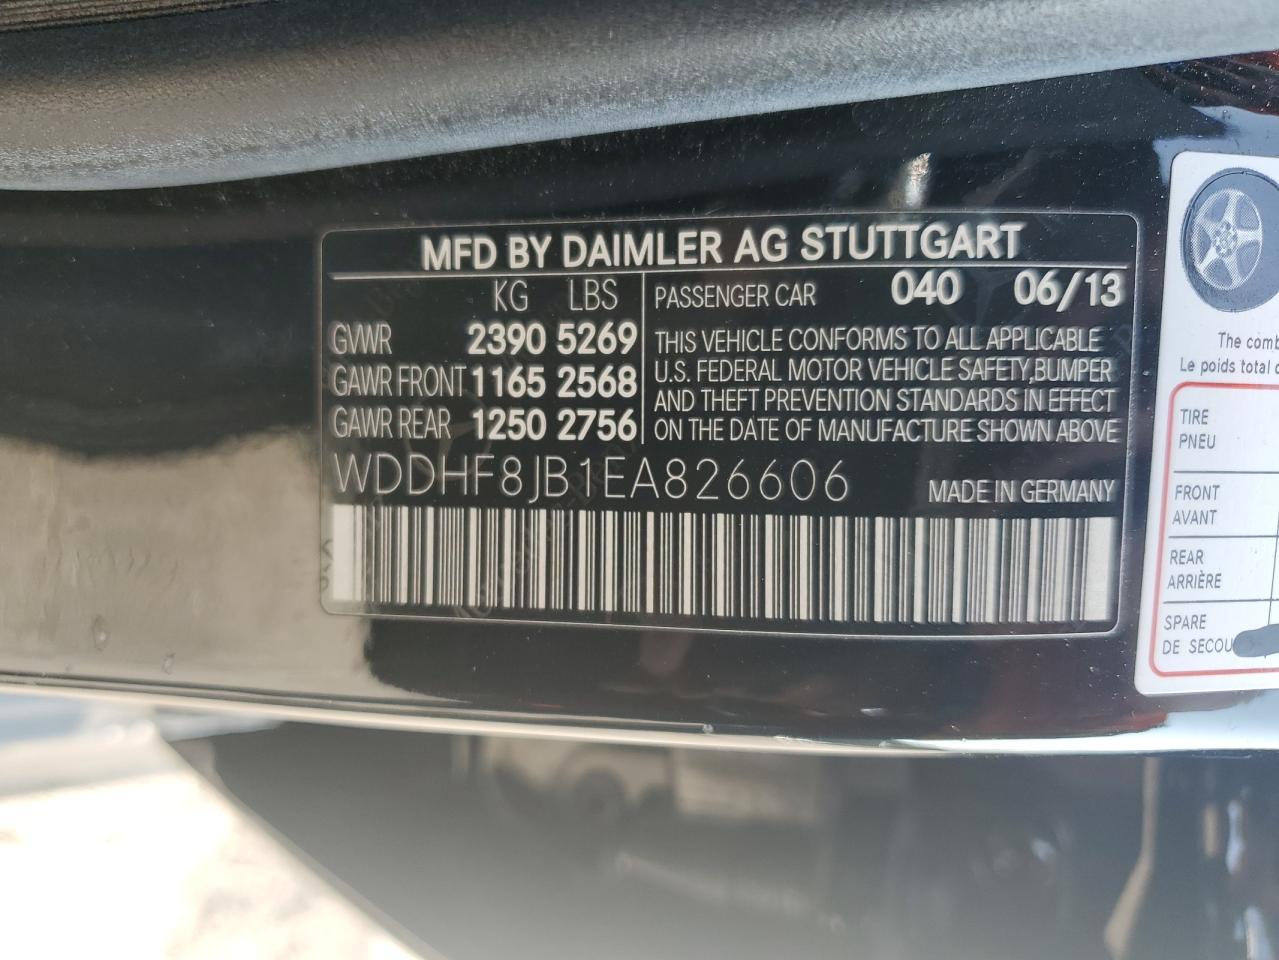 MFD BY DAIMLER AG STUTTGART
KG LBS
GVWR 2390 5269
GAWR FRONT 1165 2568
GAWR REAR 1250 2756
PASSENGER CAR 040 06/13
THIS VEHICLE CONFORMS TO ALL APPLICABLE
U.S. FEDERAL MOTOR VEHICLE SAFETY, BUMPER
AND THEFT PREVENTION STANDARDS IN EFFECT
ON THE DATE OF MANUFACTURE SHOWN ABOVE
WDDHF8JB1EA826606
MADE IN GERMANY
The
Le poids total
TIRE
PNEU
FRONT
AVANT
REAR
ARRIÈRE
SPARE
DE